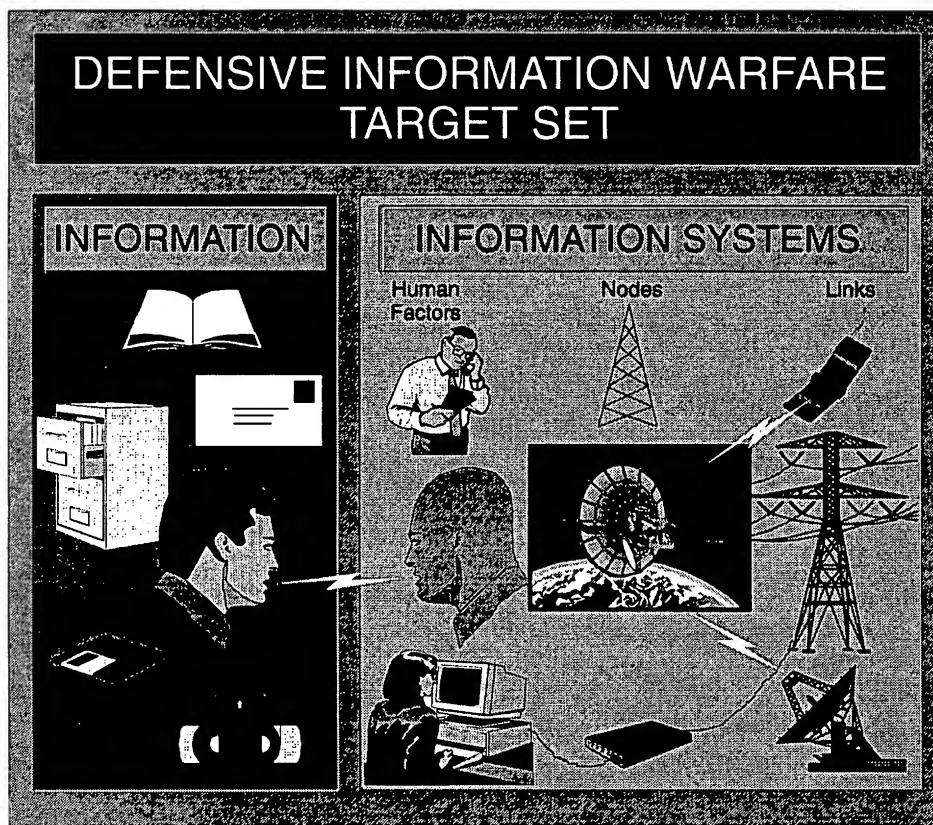 DEFENSIVE INFORMATION WARFARE
TARGET SET
INFORMATION
INFORMATION SYSTEMS
Human
Factors
Nodes
Links